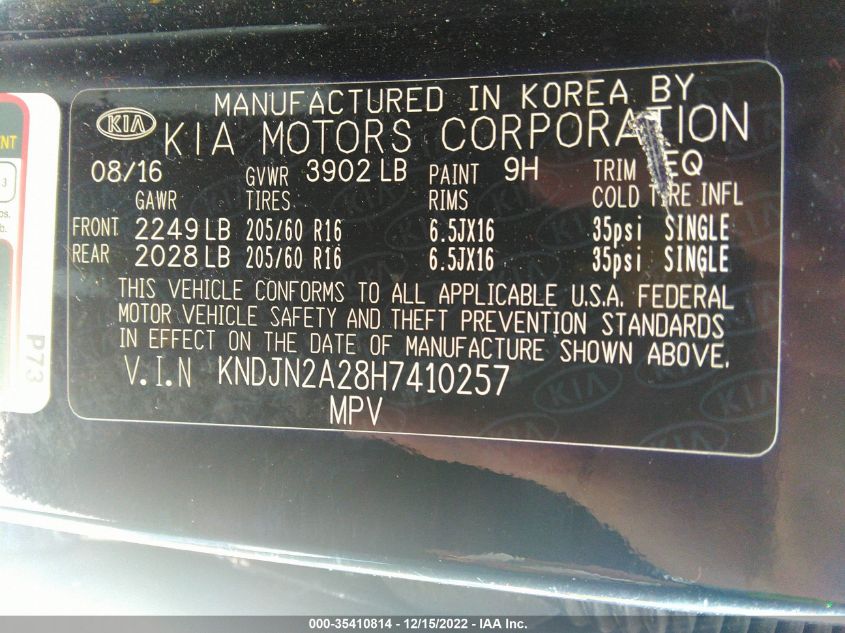 MANUFACTURED IN KOREA BY
KIA KIA MOTORS CORPORATION
08/16 GVWR 3902 LB PAINT 9H TRIM EQ
GAWR TIRES RIMS COLD TIRE INFL
FRONT 2249 LB 205/60 R16 6.5JX16 35psi SINGLE
REAR 2028 LB 205/60 R16 6.5JX16 35psi SINGLE
THIS VEHICLE CONFORMS TO ALL APPLICABLE U.S.A. FEDERAL
MOTOR VEHICLE SAFETY AND THEFT PREVENTION STANDARDS
IN EFFECT ON THE DATE OF MANUFACTURE SHOWN ABOVE.
V.I.N KNDJN2A28H7410257
MPV
P73
000-35410814 - 12/15/2022 - IAA Inc.